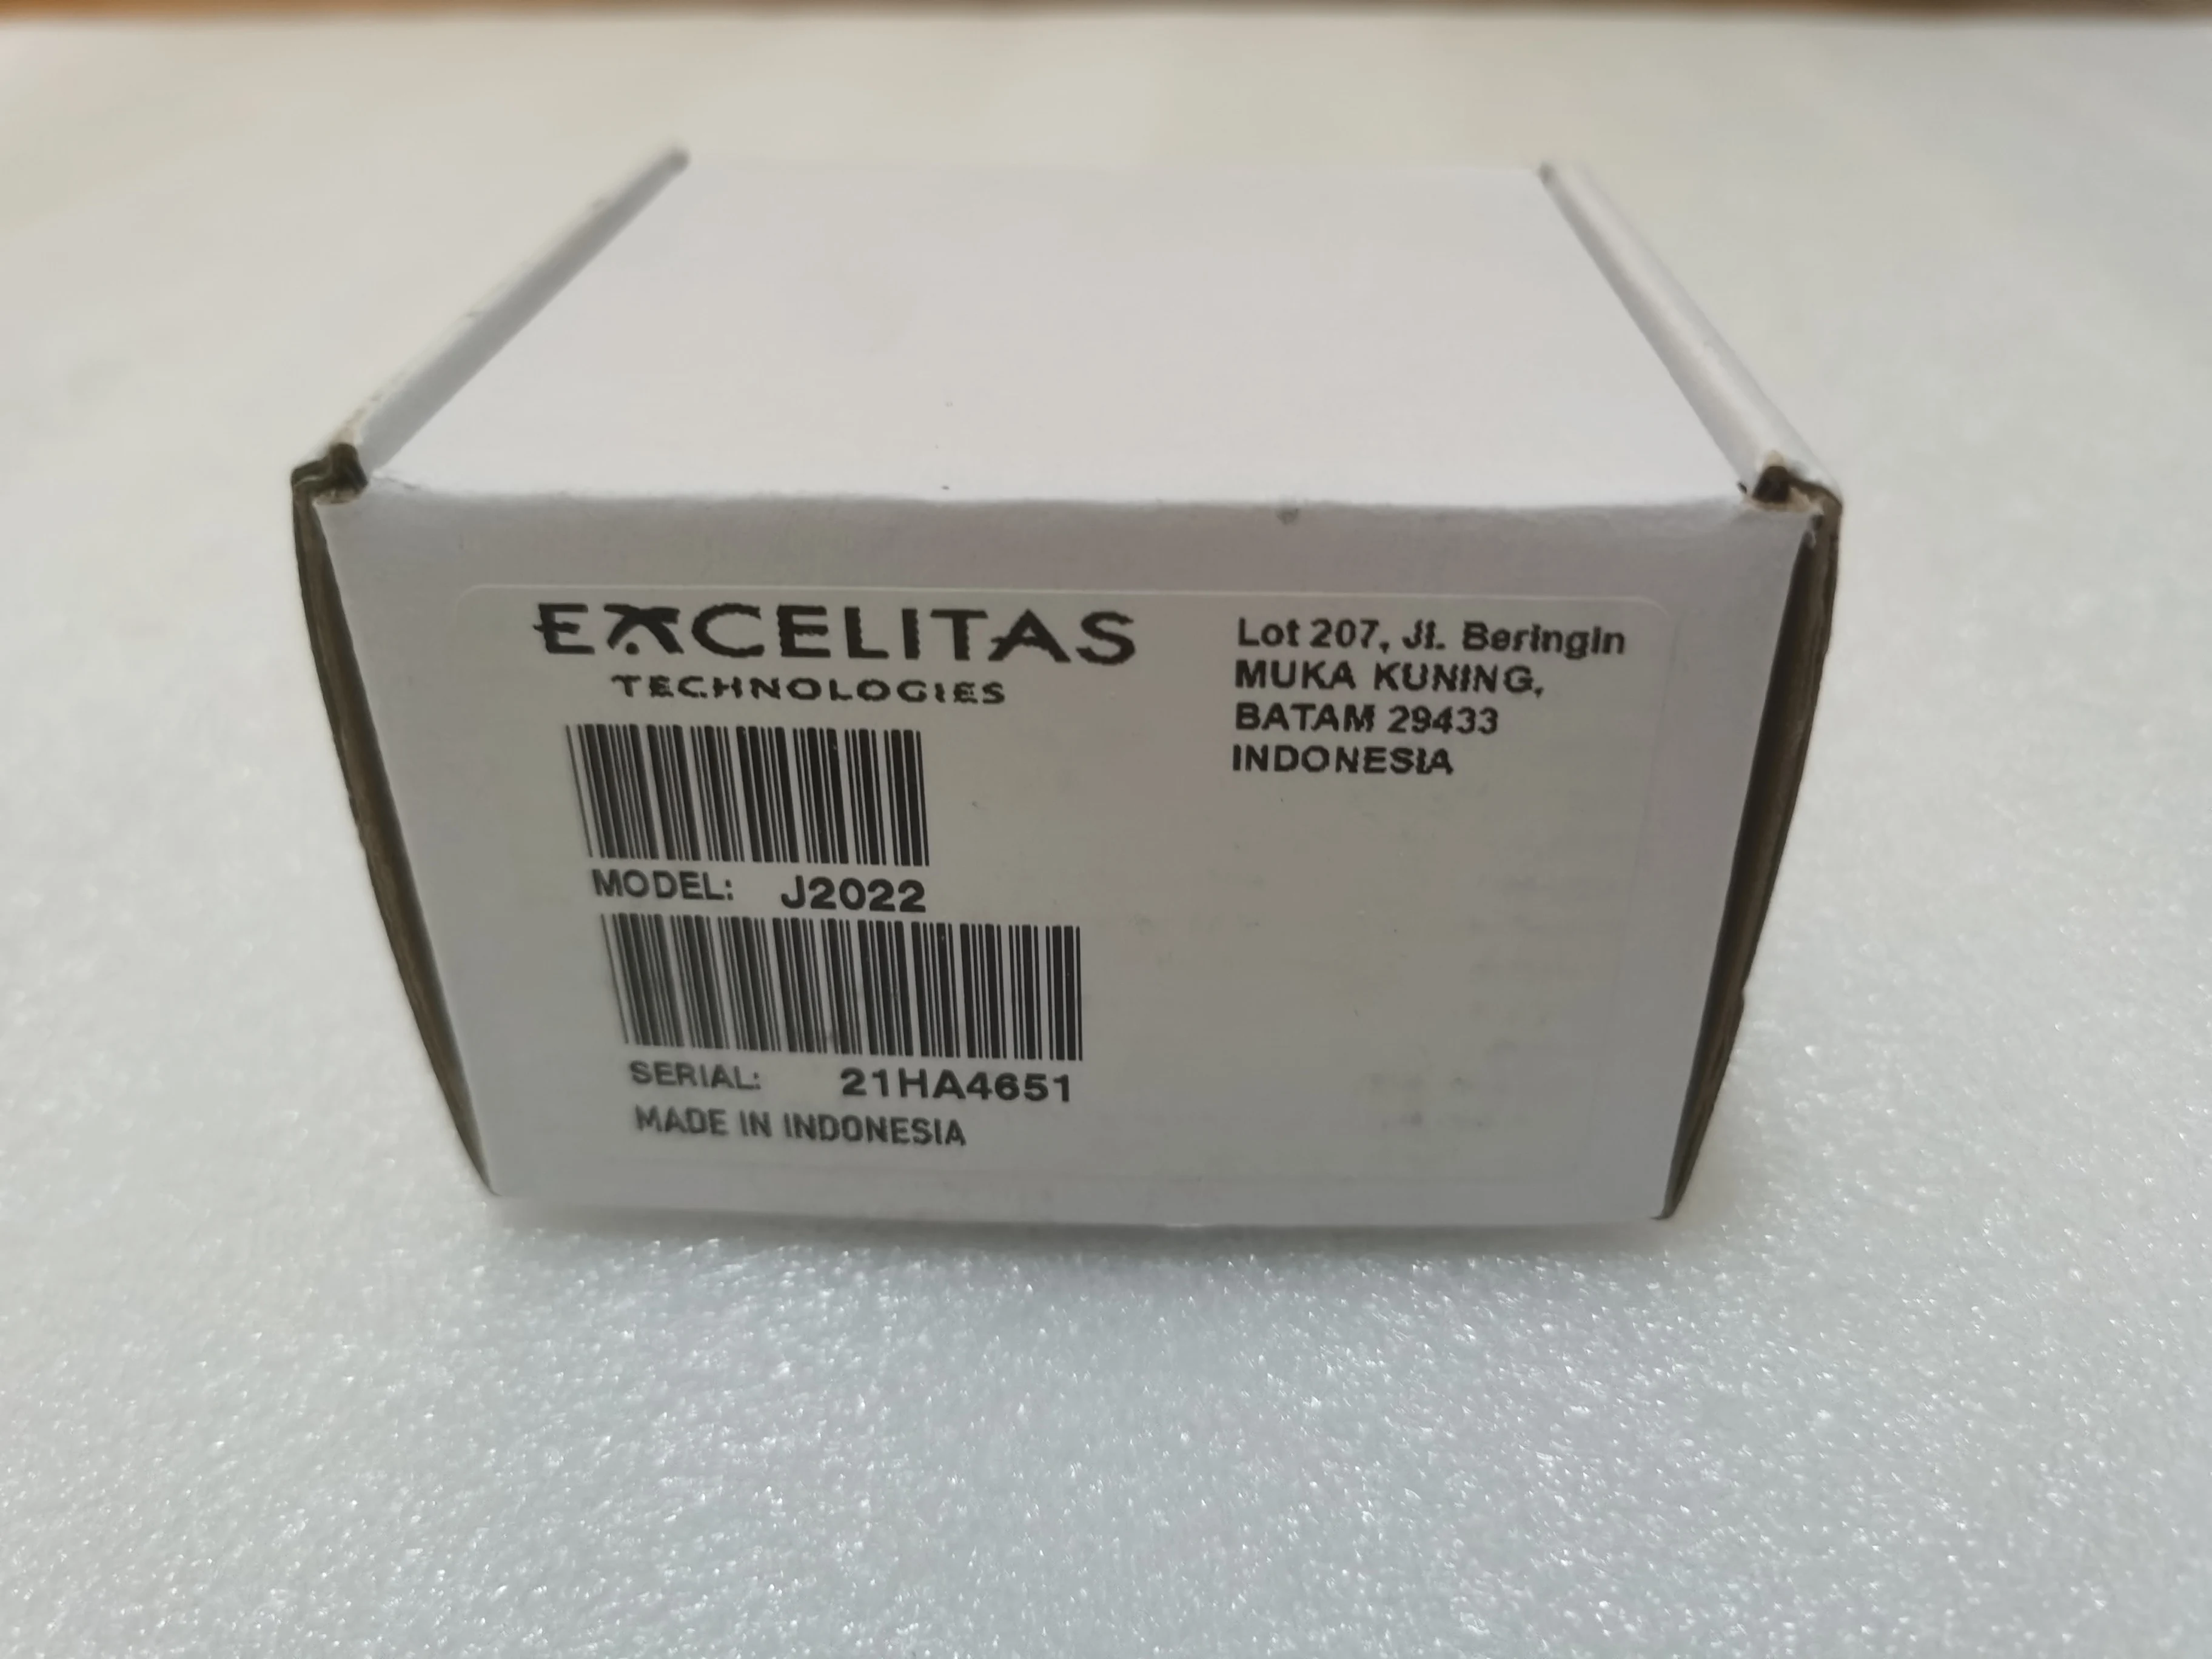 EXCELITAS
TECHNOLOGIES
Lot 207, Jl. Beringin
MUKA KUNING,
BATAM 29433
INDONESIA
MODEL: J2022
SERIAL: 21HA4651
MADE IN INDONESIA